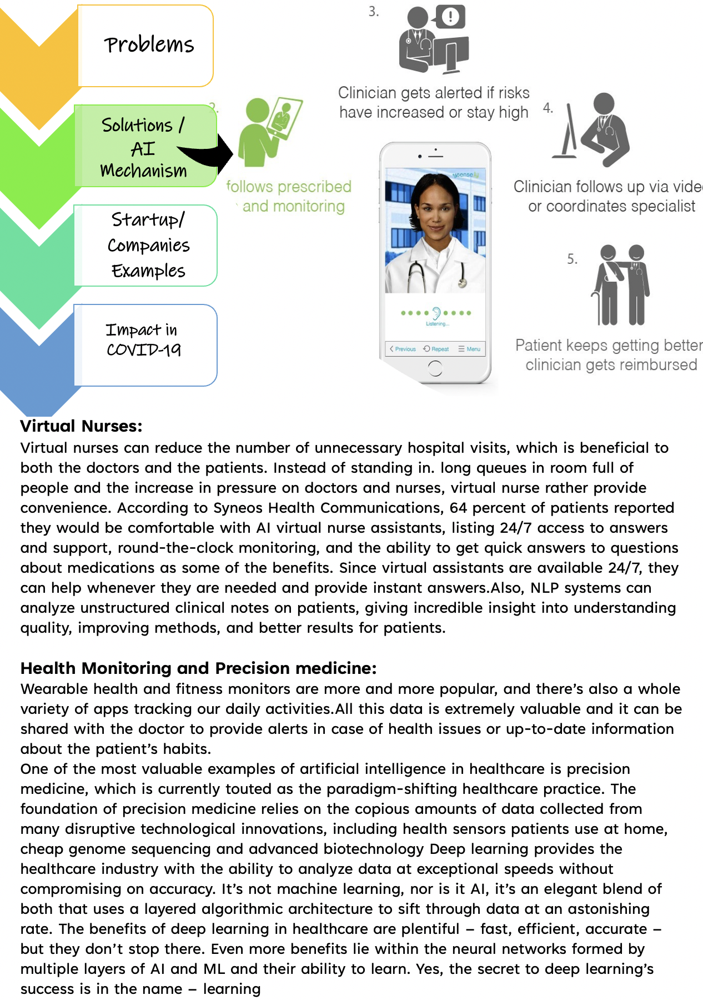 Problems
Solutions /
AI
Mechanism
Startup/
Companies
Examples
Impact in
COVID-19
2.
follows prescribed
and monitoring
3.
Clinician gets alerted if risks
have increased or stay high
sense.ly
Listening...
Previous Repeat Menu
4.
Clinician follows up via vide
or coordinates specialist
5.
Patient keeps getting better
clinician gets reimbursed
Virtual Nurses:
Virtual nurses can reduce the number of unnecessary hospital visits, which is beneficial to
both the doctors and the patients. Instead of standing in. long queues in room full of
people and the increase in pressure on doctors and nurses, virtual nurse rather provide
convenience. According to Syneos Health Communications, 64 percent of patients reported
they would be comfortable with AI virtual nurse assistants, listing 24/7 access to answers
and support, round-the-clock monitoring, and the ability to get quick answers to questions
about medications as some of the benefits. Since virtual assistants are available 24/7, they
can help whenever they are needed and provide instant answers.Also, NLP systems can
analyze unstructured clinical notes on patients, giving incredible insight into understanding
quality, improving methods, and better results for patients.
Health Monitoring and Precision medicine:
Wearable health and fitness monitors are more and more popular, and there's also a whole
variety of apps tracking our daily activities.All this data is extremely valuable and it can be
shared with the doctor to provide alerts in case of health issues or up-to-date information
about the patient's habits.
One of the most valuable examples of artificial intelligence in healthcare is precision
medicine, which is currently touted as the paradigm-shifting healthcare practice. The
foundation of precision medicine relies on the copious amounts of data collected from
many disruptive technological innovations, including health sensors patients use at home,
cheap genome sequencing and advanced biotechnology Deep learning provides the
healthcare industry with the ability to analyze data at exceptional speeds without
compromising on accuracy. It's not machine learning, nor is it AI, it's an elegant blend of
both that uses a layered algorithmic architecture to sift through data at an astonishing
rate. The benefits of deep learning in healthcare are plentiful – fast, efficient, accurate –
but they don't stop there. Even more benefits lie within the neural networks formed by
multiple layers of AI and ML and their ability to learn. Yes, the secret to deep learning's
success is in the name – learning